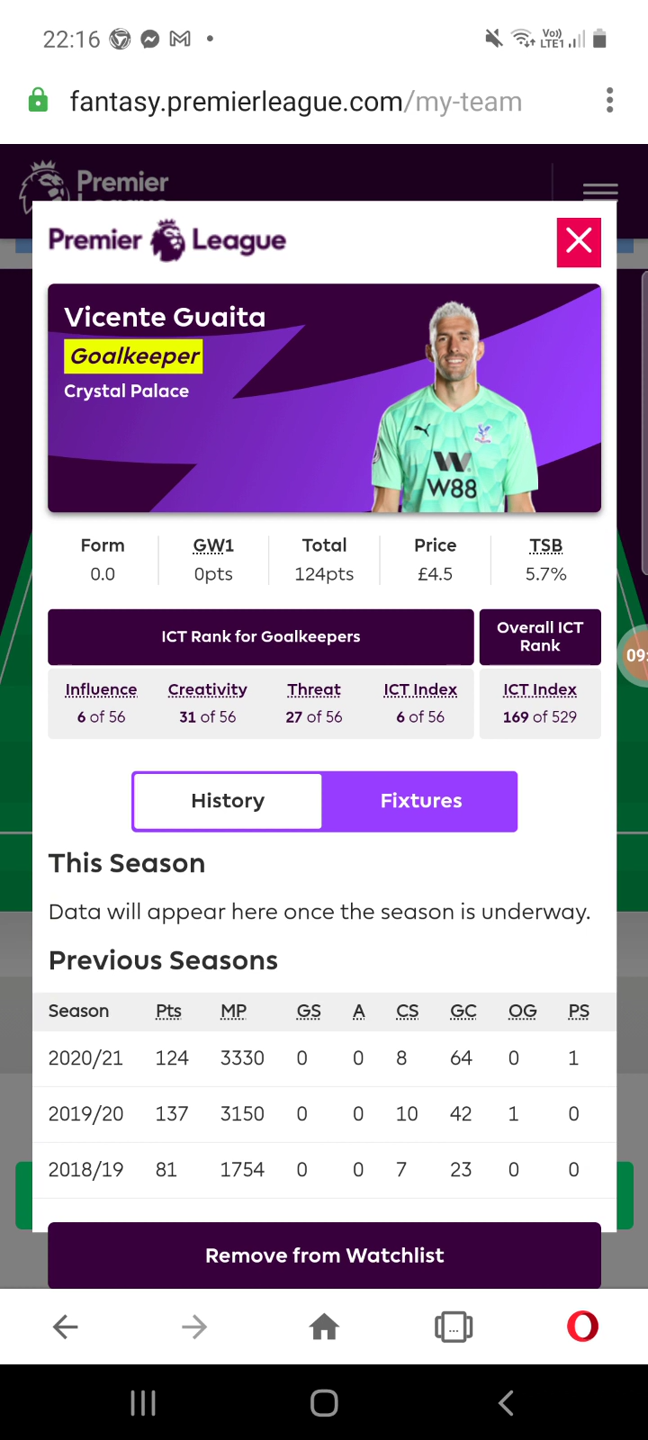 22:16
Vo))
LTE1
fantasy.premierleague.com/my-team
Premier
League
Premier League
Vicente Guaita
Goalkeeper
Crystal Palace
W88
Form GW1 Total Price TSB
0.0 0pts 124pts £4.5 5.7%
ICT Rank for Goalkeepers
Overall ICT
Rank
Influence Creativity Threat ICT Index ICT Index
6 of 56 31 of 56 27 of 56 6 of 56 169 of 529
09:
History Fixtures
This Season
Data will appear here once the season is underway.
Previous Seasons
Season Pts MP GS A CS GC OG PS
2020/21 124 3330 0 0 8 64 0 1
2019/20 137 3150 0 0 10 42 1 0
2018/19 81 1754 0 0 7 23 0 0
Remove from Watchlist